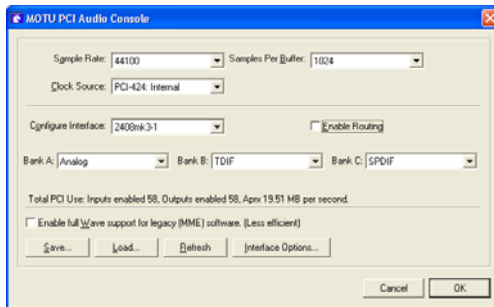 MOTU PCI Audio Console
Sample Rate: 44100 Samples Per Buffer: 1024
Clock Source: PCI-424: Internal
Configure Interface: 2408mk3-1 Enable Routing
Bank A: Analog Bank B: TDIF Bank C: SPDIF
Total PCI Use: Inputs enabled 58, Outputs enabled 58, Aprx 19.51 MB per second.
Enable full Wave support for legacy (MME) software. (Less efficient)
Save... Load... Refresh Interface Options...
Cancel OK